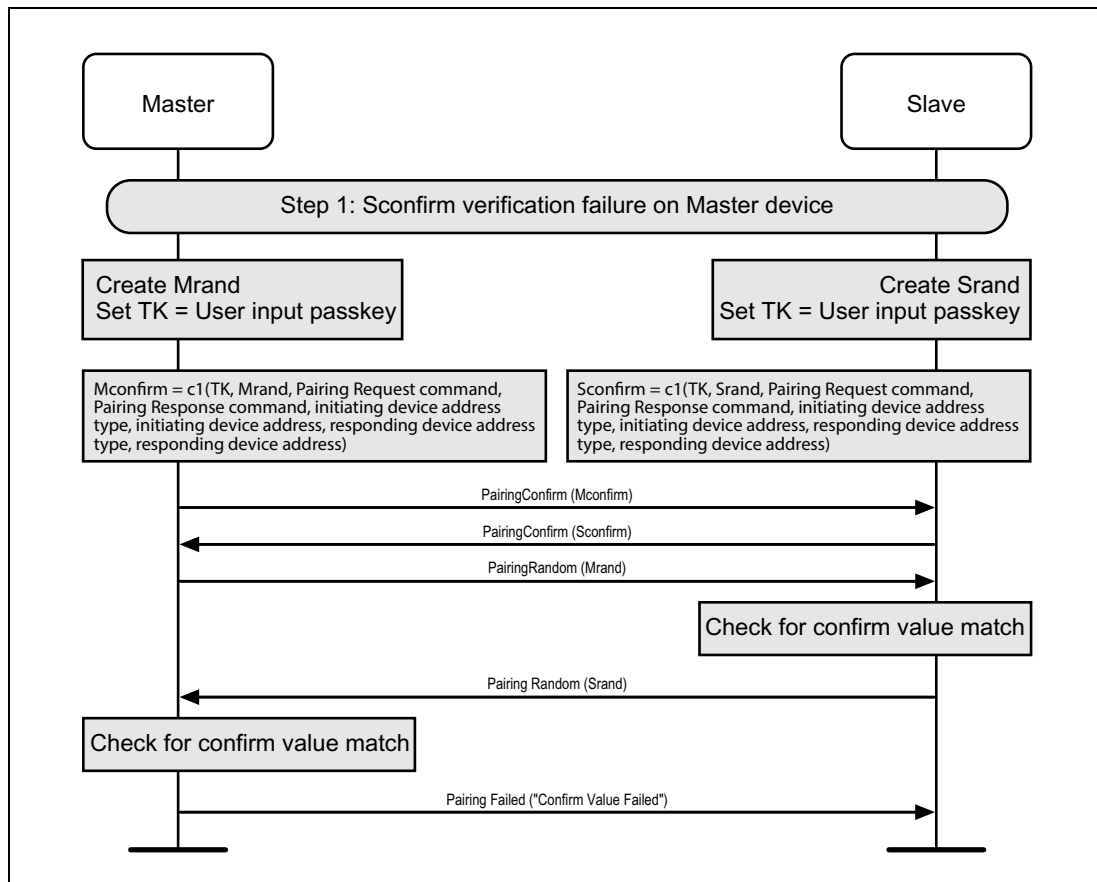 Master
Slave
Step 1: Sconfirm verification failure on Master device
Create Mrand
Set TK = User input passkey
Create Srand
Set TK = User input passkey
Mconfirm = c1(TK, Mrand, Pairing Request command,
Pairing Response command, initiating device address
type, initiating device address, responding device address
type, responding device address)
Sconfirm = c1(TK, Srand, Pairing Request command,
Pairing Response command, initiating device address
type, initiating device address, responding device address
type, responding device address)
PairingConfirm (Mconfirm)
PairingConfirm (Sconfirm)
PairingRandom (Mrand)
Check for confirm value match
Pairing Random (Srand)
Check for confirm value match
Pairing Failed ("Confirm Value Failed")